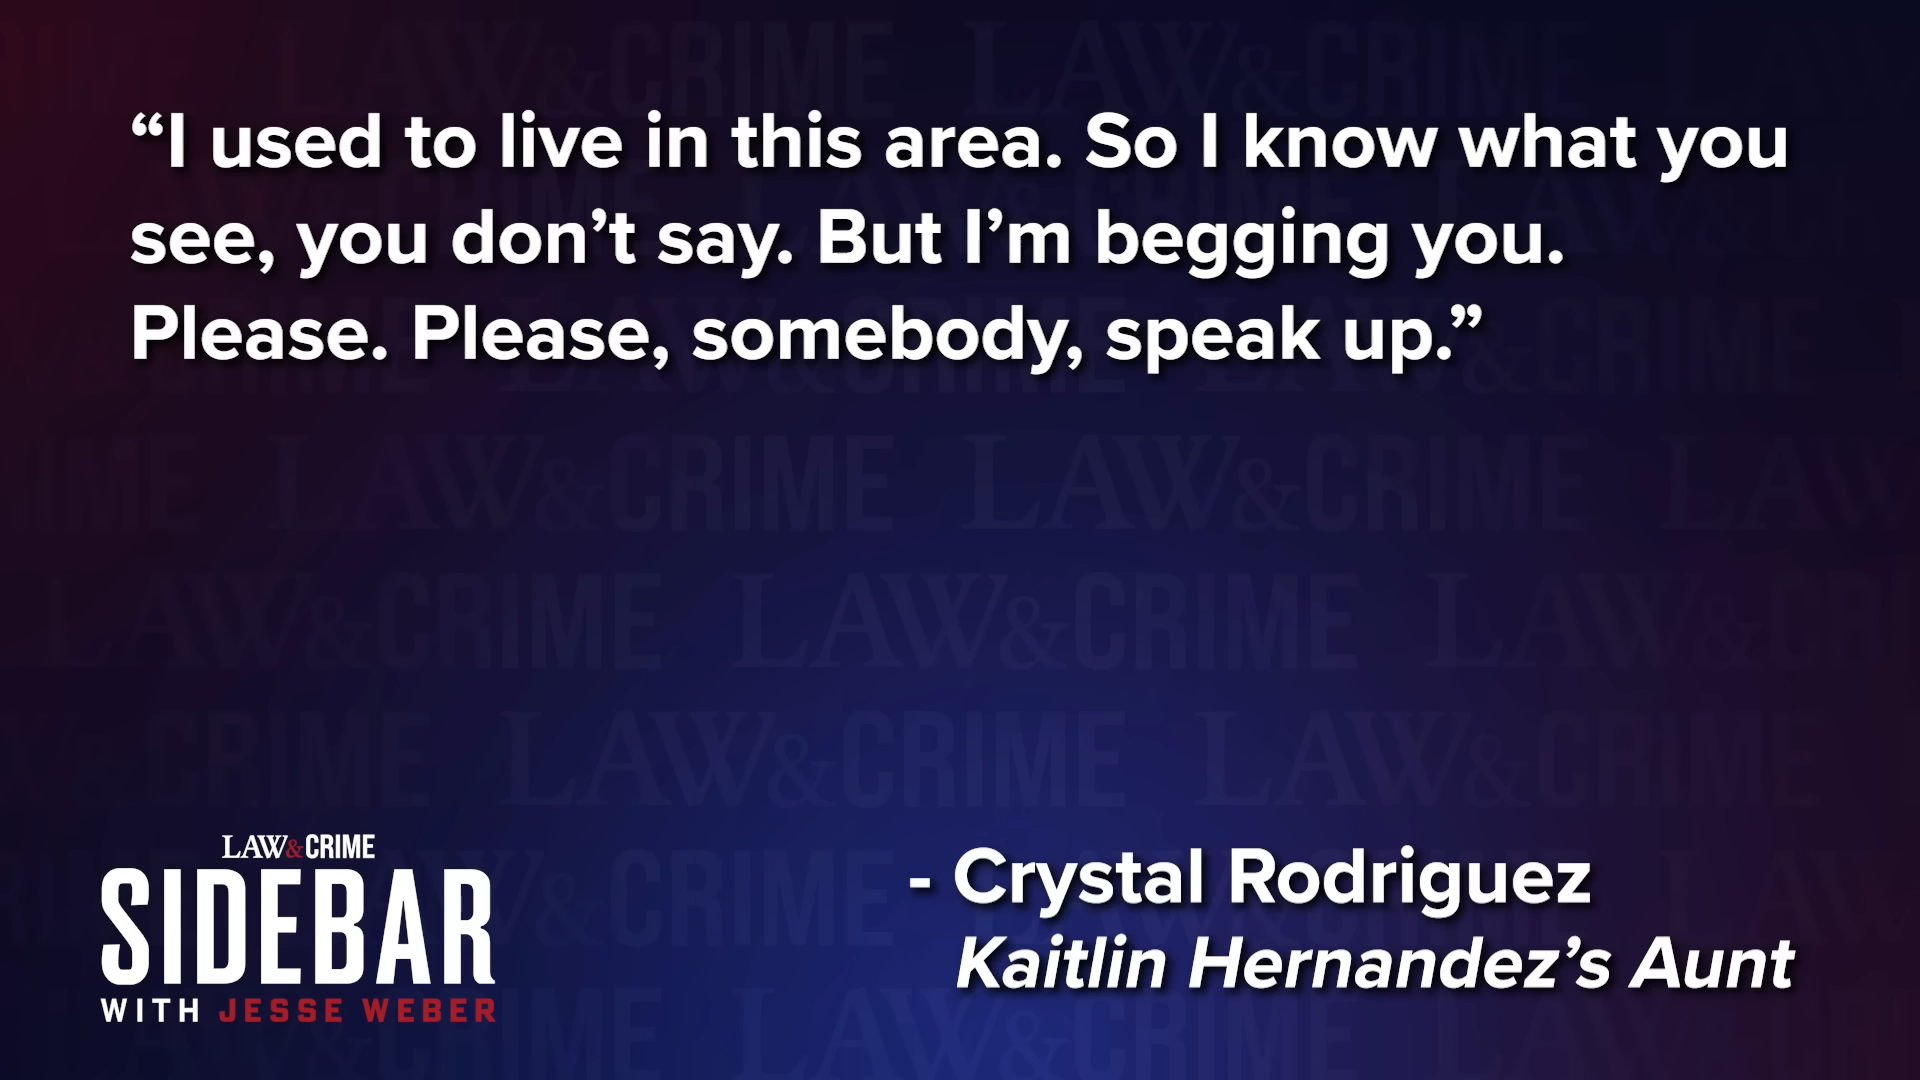 “I used to live in this area. So I know what you
see, you don’t say. But I’m begging you.
Please. Please, somebody, speak up.”
- Crystal Rodriguez
Kaitlin Hernandez’s Aunt
LAW&CRIME
SIDEBAR
WITH JESSE WEBER